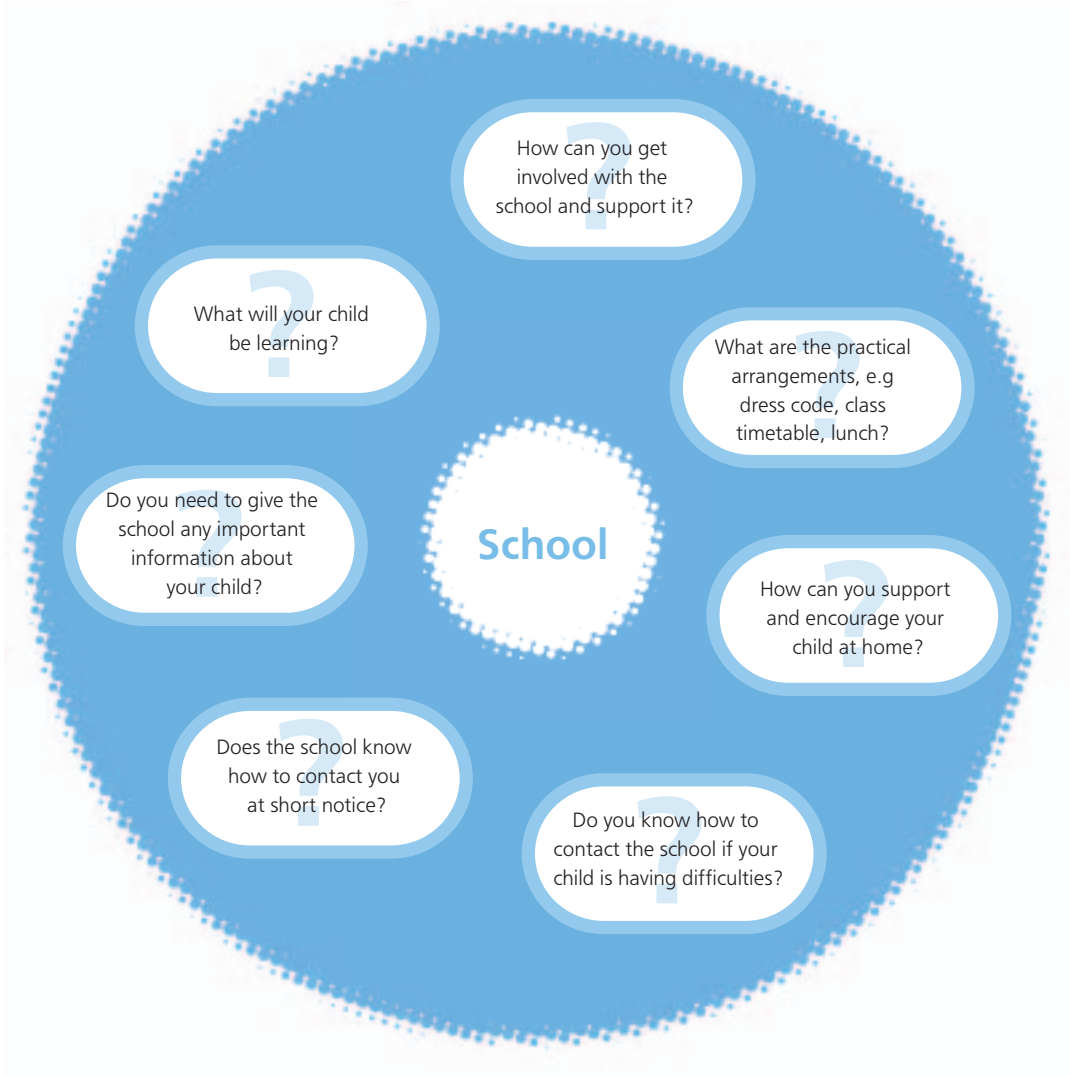 How can you get
involved with the
school and support it?
What will your child
be learning?
What are the practical
arrangements, e.g
dress code, class
timetable, lunch?
Do you need to give the
school any important
information about
your child?
School
How can you support
and encourage your
child at home?
Does the school know
how to contact you
at short notice?
Do you know how to
contact the school if your
child is having difficulties?